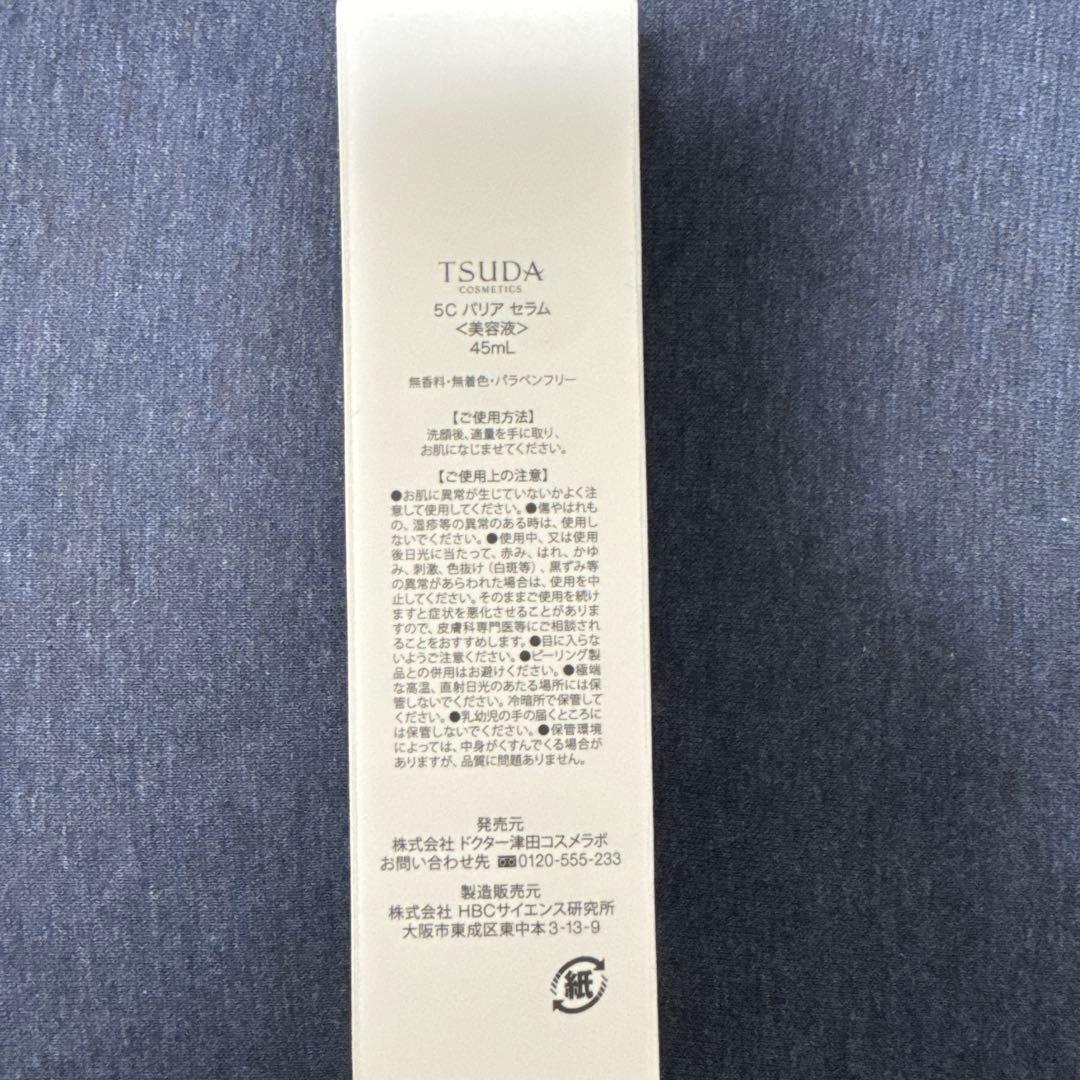 TSUDA
COSMETICS
5C バリア セラム
＜美容液＞
45mL
無香料・無着色・パラベンフリー
【ご使用方法】
洗顔後、適量を手に取り、
お肌になじませてください。
【ご使用上の注意】
●お肌に異常が生じていないかよく注
意して使用してください。●傷やはれも
の、湿疹等の異常のある時は、使用し
ないでください。●使用中、又は使用
後日光に当たって、赤み、はれ、かゆ
み、刺激、色抜け（白斑等）、黒ずみ等
の異常があらわれた場合は、使用を中
止してください。そのままご使用を続け
ますと症状を悪化させることがありま
すので、皮膚科専門医等にご相談され
ることをおすすめします。●目に入らな
いようご注意ください。●ピーリング製
品との併用はお避けください。●極端
な高温、直射日光のあたる場所には保
管しないでください。冷暗所で保管して
ください。●乳幼児の手の届くところに
は保管しないでください。●保管環境
によっては、中身がくすんでくる場合が
ありますが、品質に問題ありません。
発売元
株式会社 ドクター津田コスメラボ
お問い合わせ先 0120-555-233
製造販売元
株式会社 HBCサイエンス研究所
大阪市東成区東中本3-13-9
紙